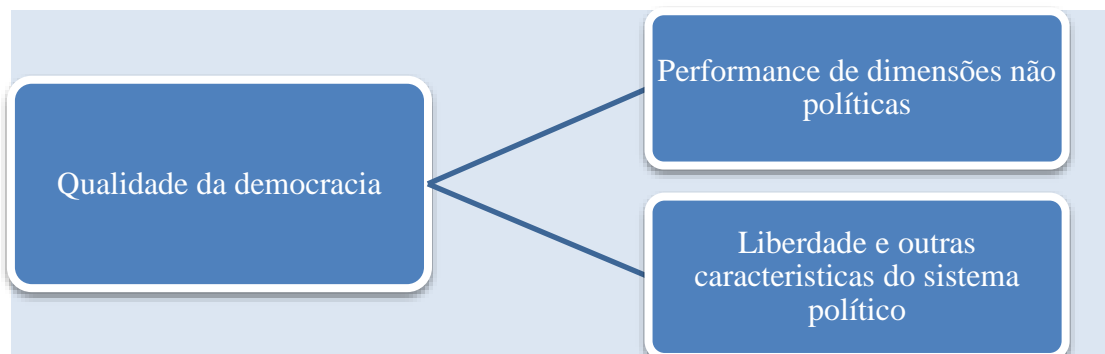 Performance de dimensões não
políticas
Qualidade da democracia
Liberdade e outras
caracteristicas do sistema
político